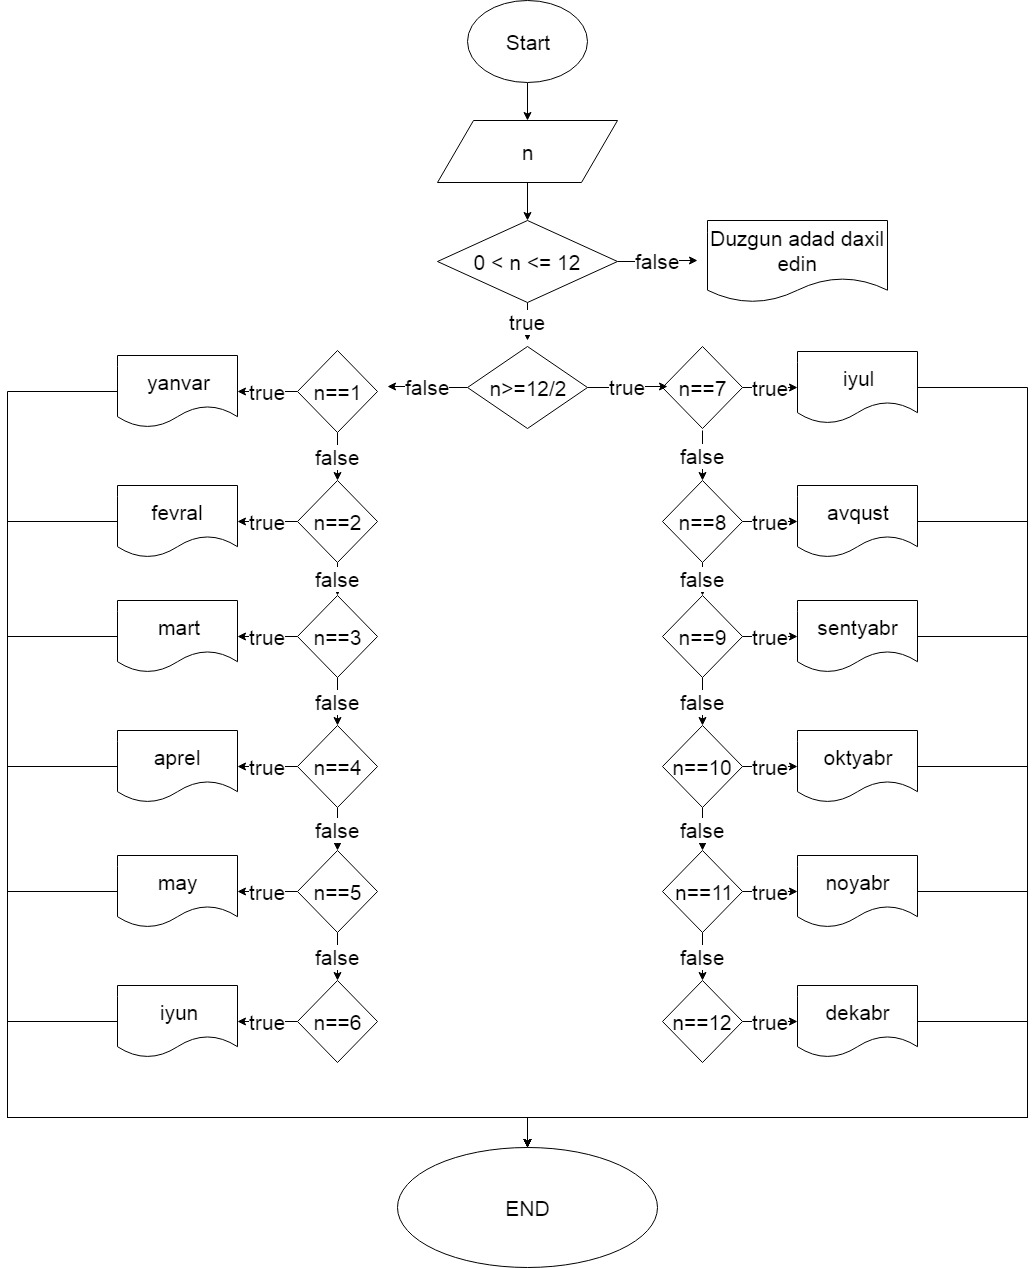 Start
n
0 < n <= 12
false
Duzgun adad daxil
edin
true
yanvar
true
n==1
false
n>=12/2
true
n==7
true
iyul
false
false
fevral
true
n==2
n==8
true
avqust
false
false
mart
true
n==3
n==9
true
sentyabr
false
false
aprel
true
n==4
n==10
true
oktyabr
false
false
may
true
n==5
n==11
true
noyabr
false
false
iyun
true
n==6
n==12
true
dekabr
END